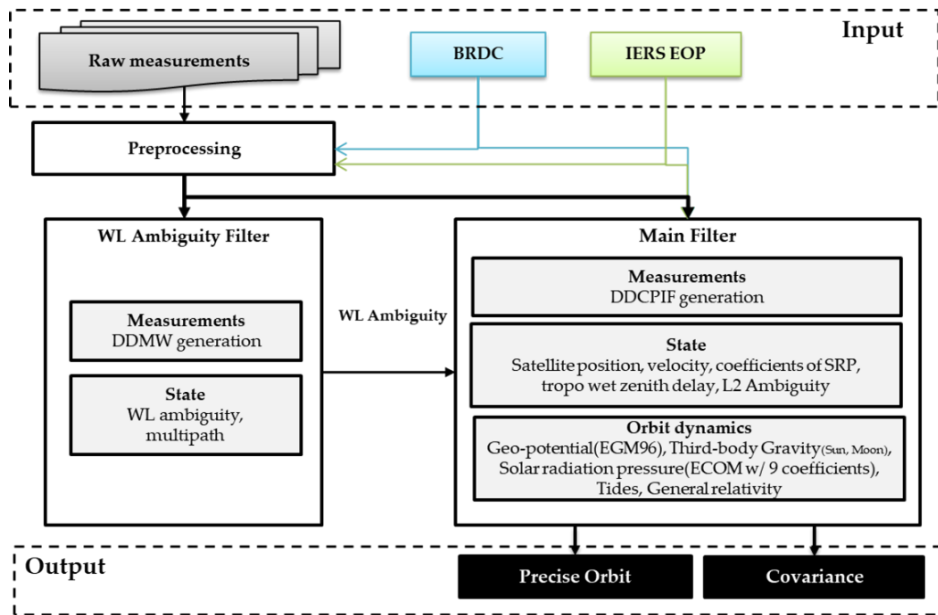 Input
Raw measurements
BRDC
IERS EOP
Preprocessing
WL Ambiguity Filter
Measurements
DDMW generation
State
WL ambiguity,
multipath
WL Ambiguity
Main Filter
Measurements
DDCPIF generation
State
Satellite position, velocity, coefficients of SRP,
tropo wet zenith delay, L2 Ambiguity
Orbit dynamics
Geo-potential(EGM96), Third-body Gravity(Sun, Moon),
Solar radiation pressure(ECOM w/ 9 coefficients),
Tides, General relativity
Output
Precise Orbit
Covariance